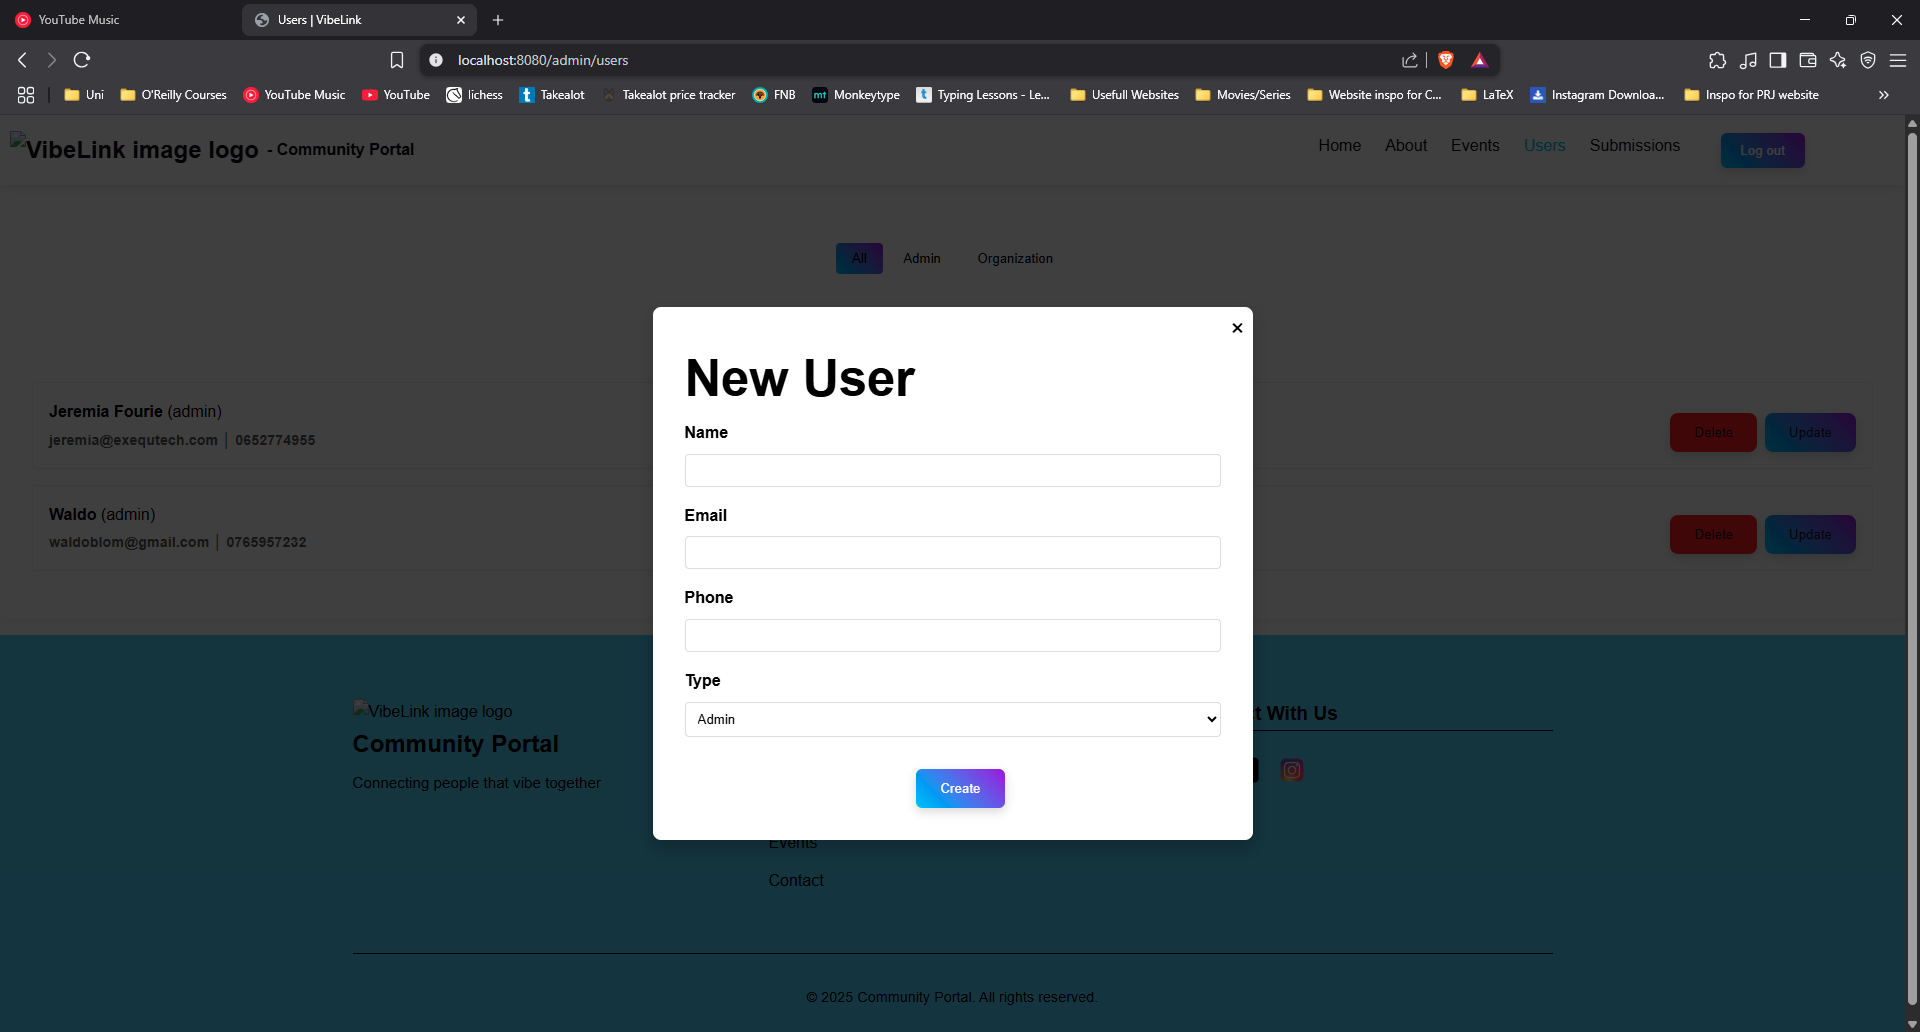 YouTube Music
Users | VibeLink
localhost:8080/admin/users
Uni
O'Reilly Courses
YouTube Music
YouTube
lichess
Takealot
Takealot price tracker
FNB
Monkeytype
Typing Lessons - Le...
Usefull Websites
Movies/Series
Website inspo for C...
LaTeX
Instagram Downloa...
Inspo for PRJ website
VibeLink image logo - Community Portal
Home
About
Events
Users
Submissions
Log out
All
Admin
Organization
Jeremia Fourie (admin)
jeremia@exequtech.com | 0652774955
Delete
Update
Waldo (admin)
waldoblom@gmail.com | 0765957232
Delete
Update
New User
Name
Email
Phone
Type
Admin
Create
VibeLink image logo
Community Portal
Connecting people that vibe together
Events
Contact
t With Us
© 2025 Community Portal. All rights reserved.